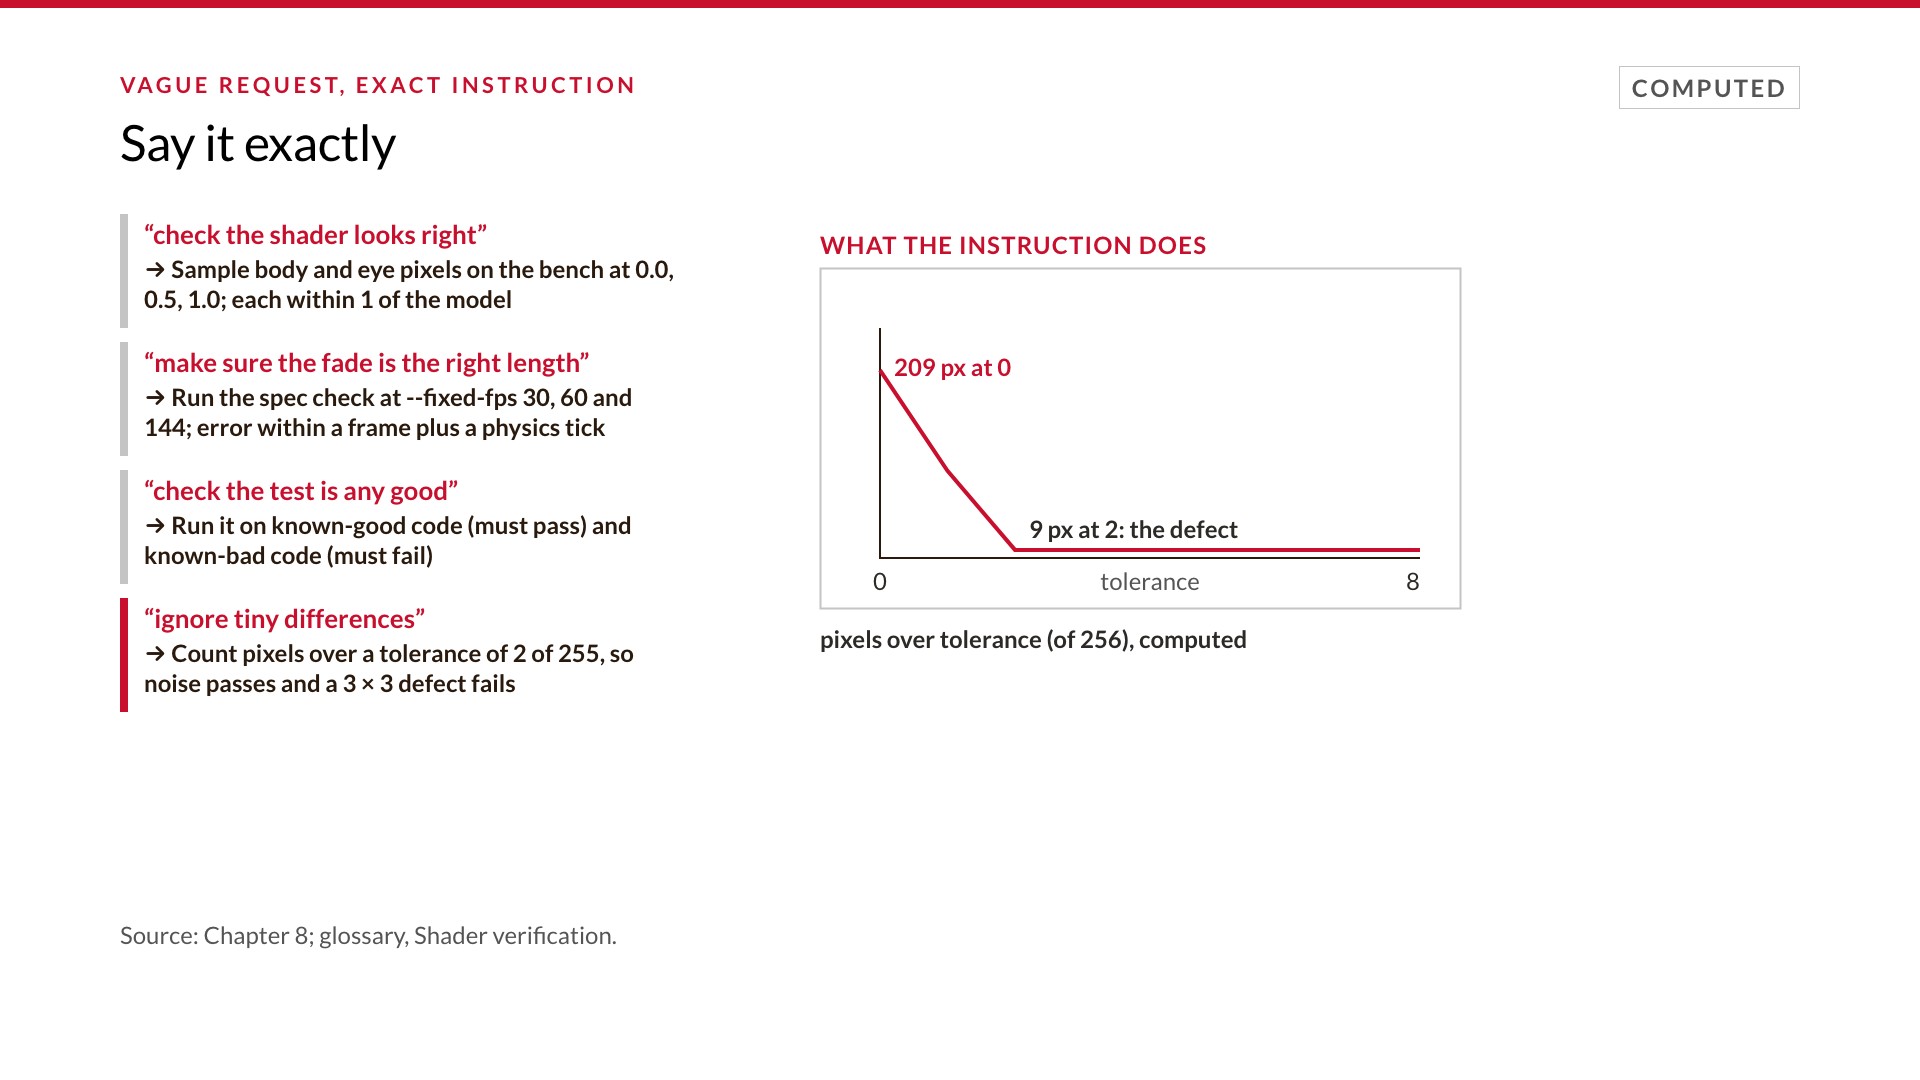 VAGUE REQUEST, EXACT INSTRUCTION
COMPUTED
Say it exactly
“check the shader looks right”
→ Sample body and eye pixels on the bench at 0.0,
0.5, 1.0; each within 1 of the model
“make sure the fade is the right length”
→ Run the spec check at --fixed-fps 30, 60 and
144; error within a frame plus a physics tick
“check the test is any good”
→ Run it on known-good code (must pass) and
known-bad code (must fail)
“ignore tiny differences”
→ Count pixels over a tolerance of 2 of 255, so
noise passes and a 3 × 3 defect fails
WHAT THE INSTRUCTION DOES
209 px at 0
9 px at 2: the defect
0 tolerance 8
pixels over tolerance (of 256), computed
Source: Chapter 8; glossary, Shader verification.